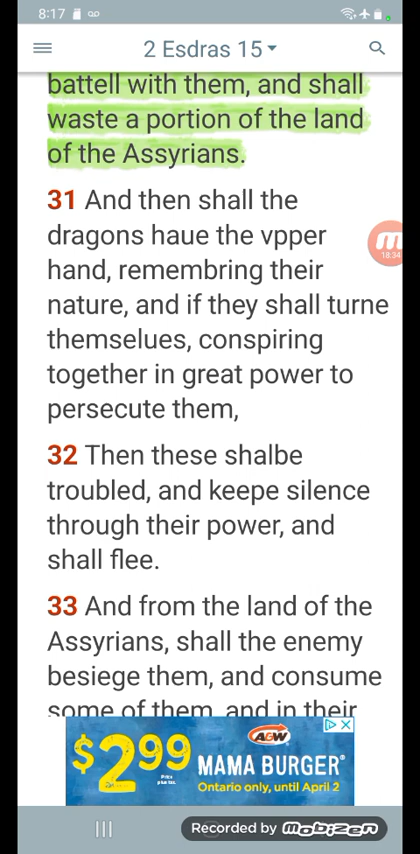 8:17
2 Esdras 15
battell with them, and shall
waste a portion of the land
of the Assyrians.
31 And then shall the
dragons haue the vpper
hand, remembring their
nature, and if they shall turne
themselues, conspiring
together in great power to
persecute them,
32 Then these shalbe
troubled, and keepe silence
through their power, and
shall flee.
33 And from the land of the
Assyrians, shall the enemy
besiege them, and consume
some of them, and in their
18:34
$2.99
Price
plus tax.
A&W
MAMA BURGER®
Ontario only, until April 2
Recorded by mobizen